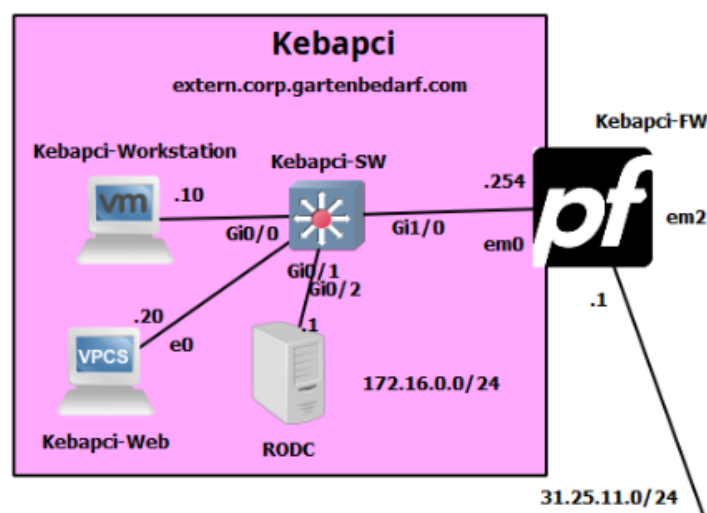 Kebapci
extern.corp.gartenbedarf.com
Kebapci-FW
Kebapci-Workstation
Kebapci-SW
vm
.10
.254
pf
em2
Gi0/0
Gi1/0
em0
Gi0/1
Gi0/2
.20
.1
.1
VPCS
e0
172.16.0.0/24
Kebapci-Web
RODC
31.25.11.0/24